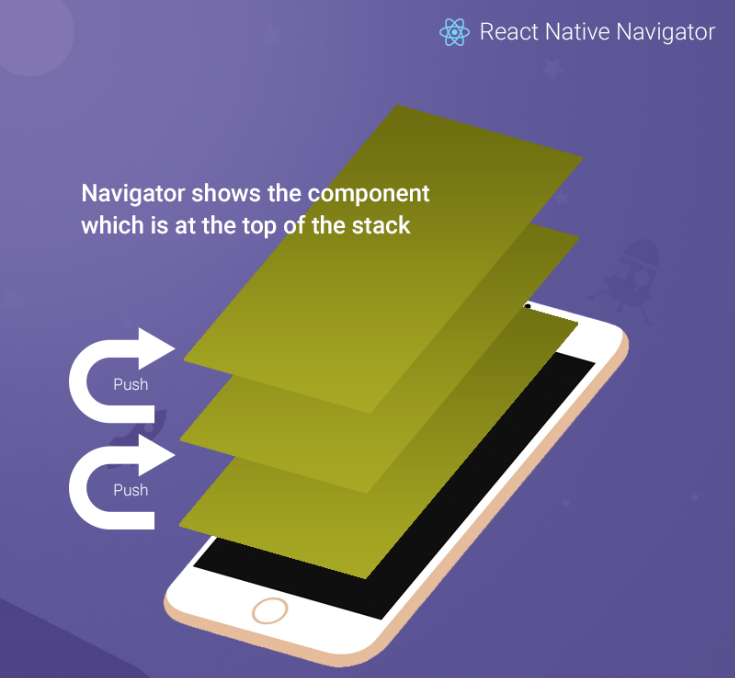 React Native Navigator
Navigator shows the component
which is at the top of the stack
Push
Push